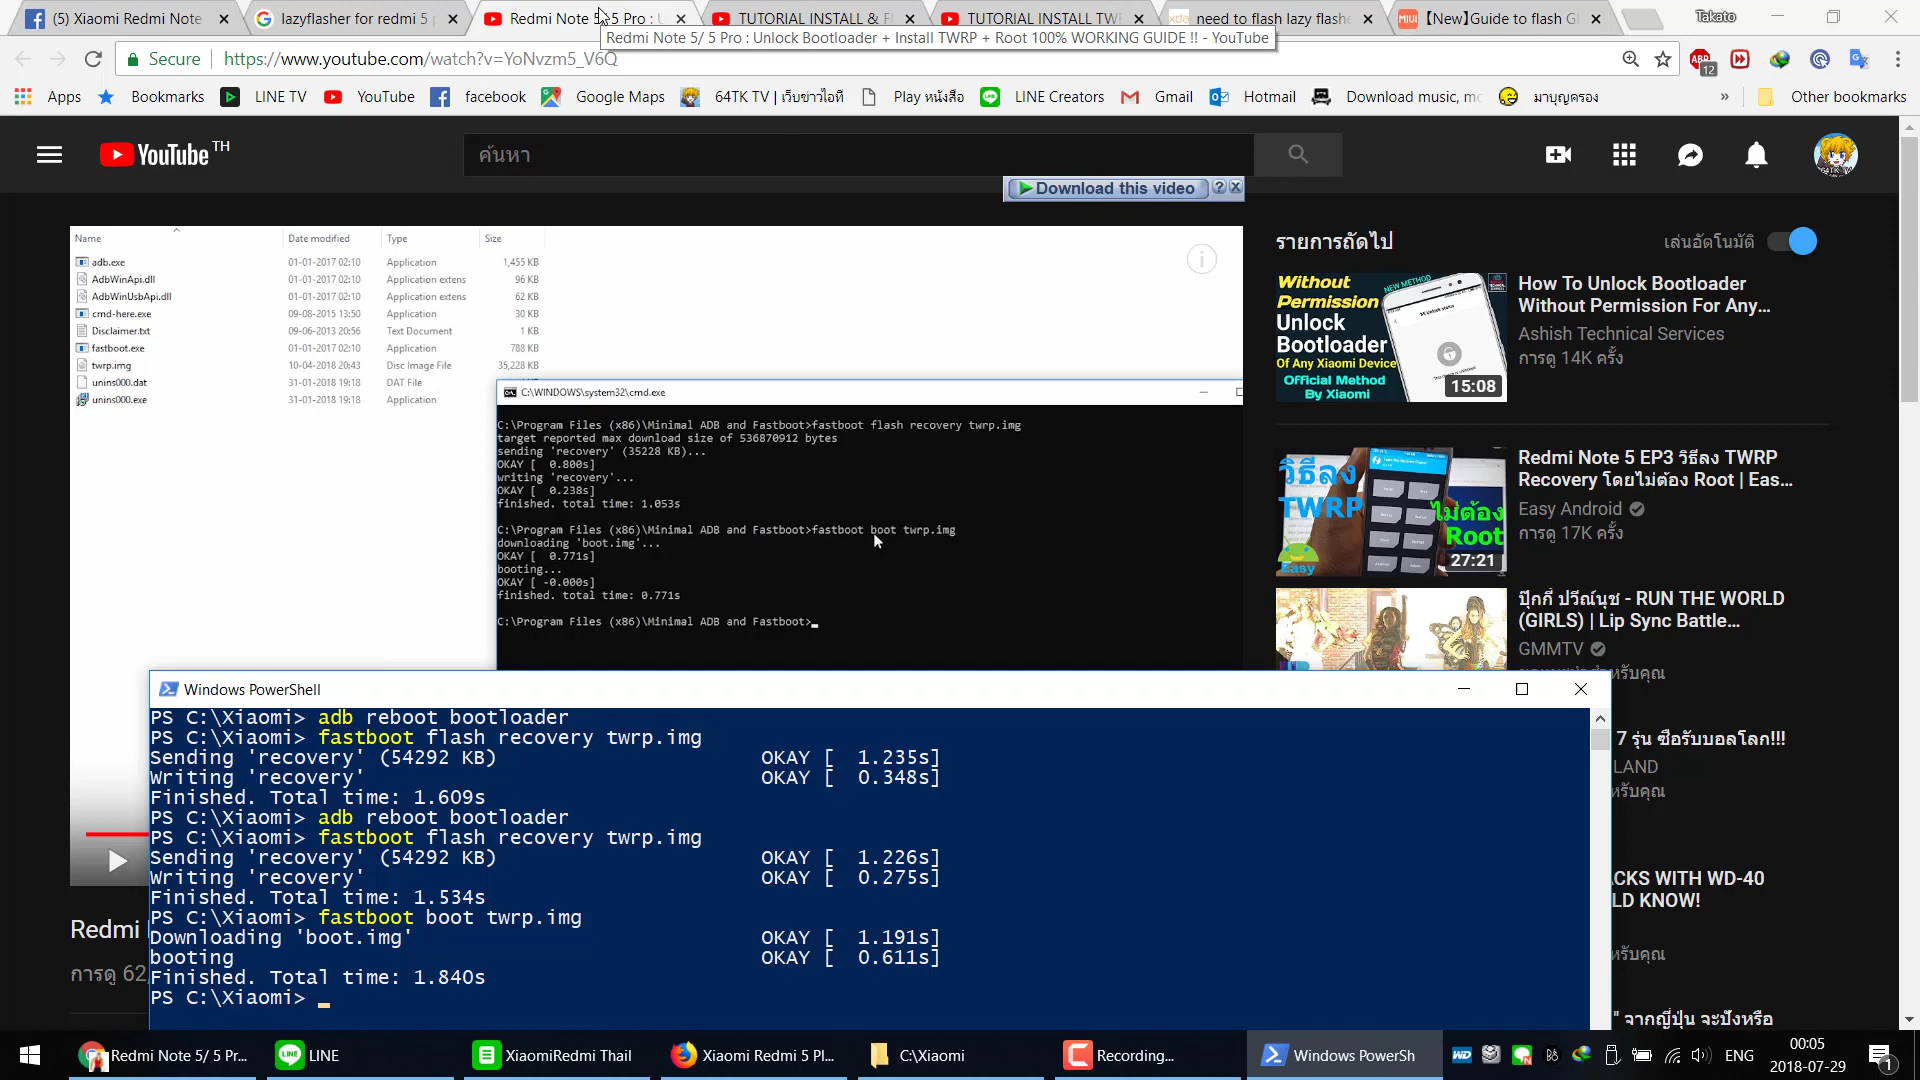 (5) Xiaomi Redmi Note
lazyflasher for redmi 5
Redmi Note 5/ 5 Pro :
TUTORIAL INSTALL & F
TUTORIAL INSTALL TW
need to flash lazy flashe
【New】Guide to flash G
Takato
Redmi Note 5/ 5 Pro : Unlock Bootloader + Install TWRP + Root 100% WORKING GUIDE !! - YouTube
Secure
https://www.youtube.com/watch?v=YoNvzm5_V6Q
ABP
12
Apps
Bookmarks
LINE TV
YouTube
facebook
Google Maps
64TK TV | เว็บข่าวไอที
Play หนังสือ
LINE Creators
Gmail
Hotmail
Download music, mo
มาบุญครอง
»
Other bookmarks
YouTube TH
ค้นหา
Download this video
Name
Date modified
Type
Size
adb.exe 01-01-2017 02:10 Application 1,455 KB
AdbWinApi.dll 01-01-2017 02:10 Application extens 96 KB
AdbWinUsbApi.dll 01-01-2017 02:10 Application extens 62 KB
cmd-here.exe 09-08-2015 13:50 Application 30 KB
Disclaimer.txt 09-06-2013 20:56 Text Document 1 KB
fastboot.exe 01-01-2017 02:10 Application 788 KB
twrp.img 10-04-2018 20:43 Disc Image File 35,228 KB
unins000.dat 31-01-2018 19:18 DAT File
unins000.exe 31-01-2018 19:18 Application
C:\WINDOWS\system32\cmd.exe
C:\Program Files (x86)\Minimal ADB and Fastboot>fastboot flash recovery twrp.img
target reported max download size of 536870912 bytes
sending 'recovery' (35228 KB)...
OKAY [  0.800s]
writing 'recovery'...
OKAY [  0.238s]
finished. total time: 1.053s
C:\Program Files (x86)\Minimal ADB and Fastboot>fastboot boot twrp.img
downloading 'boot.img'...
OKAY [  0.771s]
booting...
OKAY [ -0.000s]
finished. total time: 0.771s
C:\Program Files (x86)\Minimal ADB and Fastboot>
รายการถัดไป
เล่นอัตโนมัติ
Without
Permission
NEW METHOD
Unlock
Bootloader
Of Any Xiaomi Device
Official Method
By Xiaomi
15:08
How To Unlock Bootloader
Without Permission For Any...
Ashish Technical Services
การดู 14K ครั้ง
วิธีลง
TWRP
ไม่ต้อง
Root
Easy
27:21
Redmi Note 5 EP3 วิธีลง TWRP
Recovery โดยไม่ต้อง Root | Eas...
Easy Android
การดู 17K ครั้ง
ปุ๊กกี้ ปวีณ์นุช - RUN THE WORLD
(GIRLS) | Lip Sync Battle...
GMMTV
หรับคุณ
7 รุ่น ซื้อรับบอลโลก!!!
LAND
หรับคุณ
ACKS WITH WD-40
LD KNOW!
หรับคุณ
" จากญี่ปุ่น จะปังหรือ
Redmi
การดู 62
Windows PowerShell
PS C:\Xiaomi> adb reboot bootloader
PS C:\Xiaomi> fastboot flash recovery twrp.img
Sending 'recovery' (54292 KB) OKAY [  1.235s]
Writing 'recovery' OKAY [  0.348s]
Finished. Total time: 1.609s
PS C:\Xiaomi> adb reboot bootloader
PS C:\Xiaomi> fastboot flash recovery twrp.img
Sending 'recovery' (54292 KB) OKAY [  1.226s]
Writing 'recovery' OKAY [  0.275s]
Finished. Total time: 1.534s
PS C:\Xiaomi> fastboot boot twrp.img
Downloading 'boot.img' OKAY [  1.191s]
booting OKAY [  0.611s]
Finished. Total time: 1.840s
PS C:\Xiaomi>
Redmi Note 5/ 5 Pr...
LINE
XiaomiRedmi Thail
Xiaomi Redmi 5 Pl...
C:\Xiaomi
Recording...
Windows PowerSh
WD
ENG
00:05
2018-07-29
1